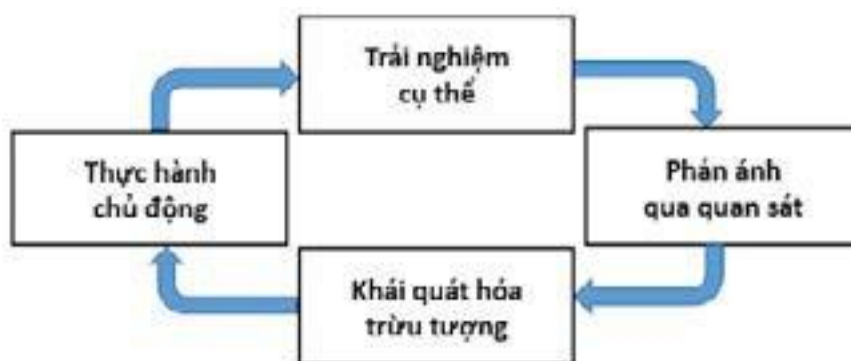 Trải nghiệm
cụ thể
Phản ánh
qua quan sát
Khái quát hóa
trừu tượng
Thực hành
chủ động